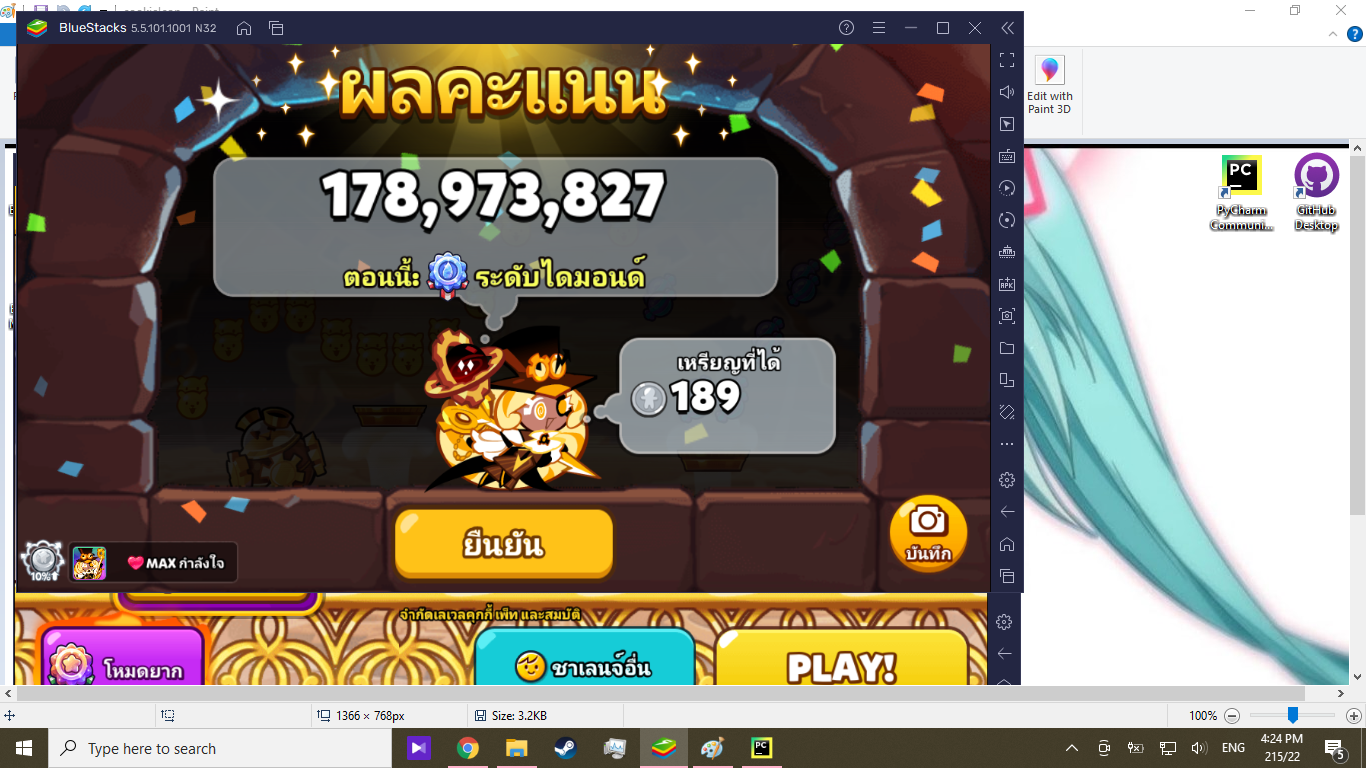 BlueStacks 5.5.101.1001 N32
ผลคะแนน
178,973,827
ตอนนี้: ระดับไดมอนด์
เหรียญที่ได้
189
ยืนยัน
บันทึก
10%
MAX กำลังใจ
จำกัดเลเวลคุกกี้ เพ็ท และสมบัติ
โหมดยาก
ชาเลนจ์อื่น
PLAY!
Edit with
Paint 3D
PC
PyCharm
Communi...
GitHub
Desktop
APK
1366 × 768px
Size: 3.2KB
100%
Type here to search
PC
ENG
4:24 PM
215/22
5